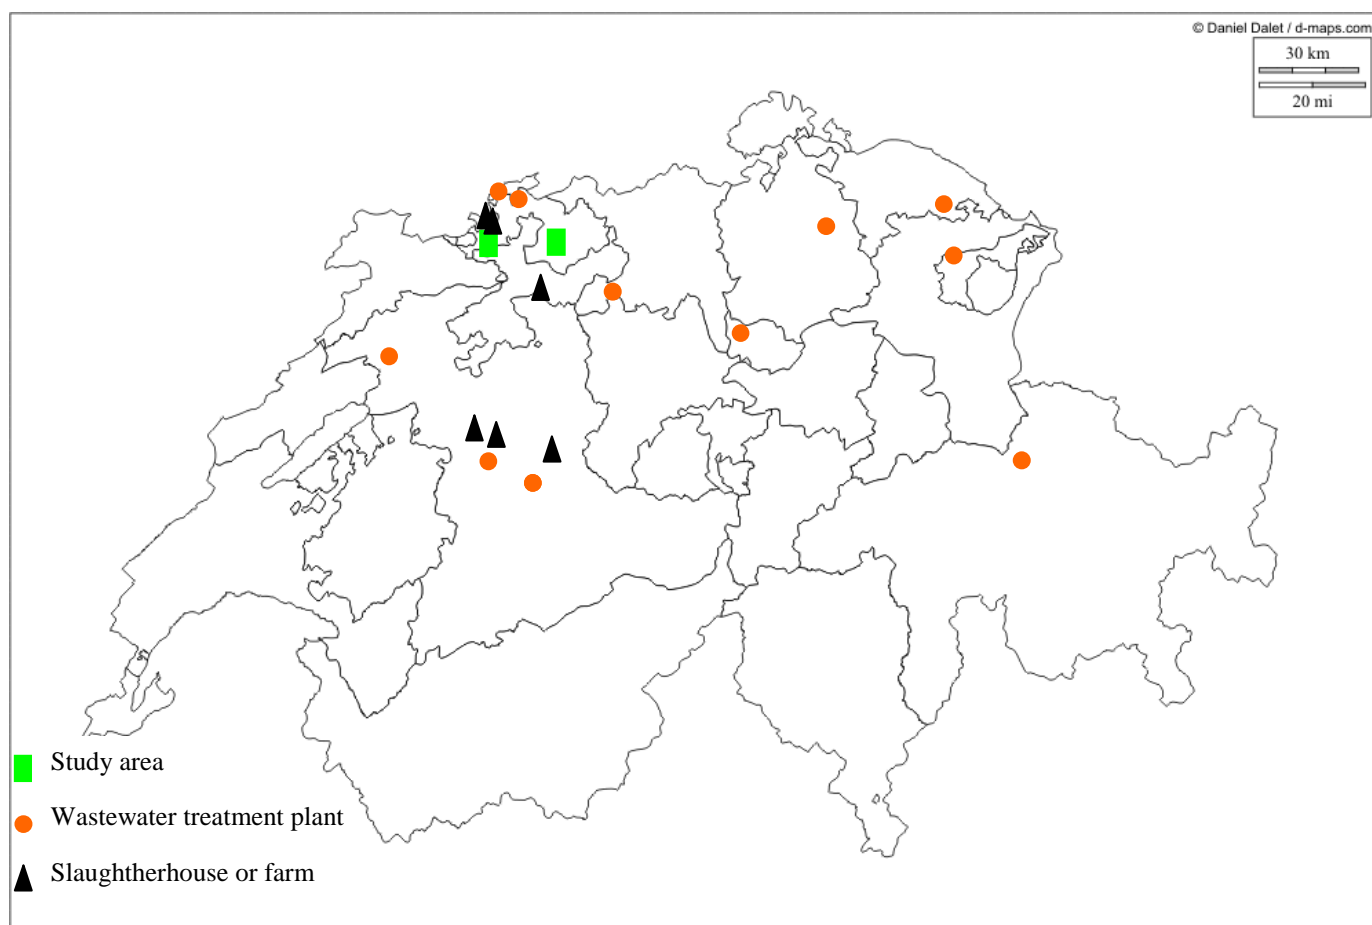 © Daniel Dalet / d-maps.com
30 km
20 mi
Study area
Wastewater treatment plant
Slaughtherhouse or farm